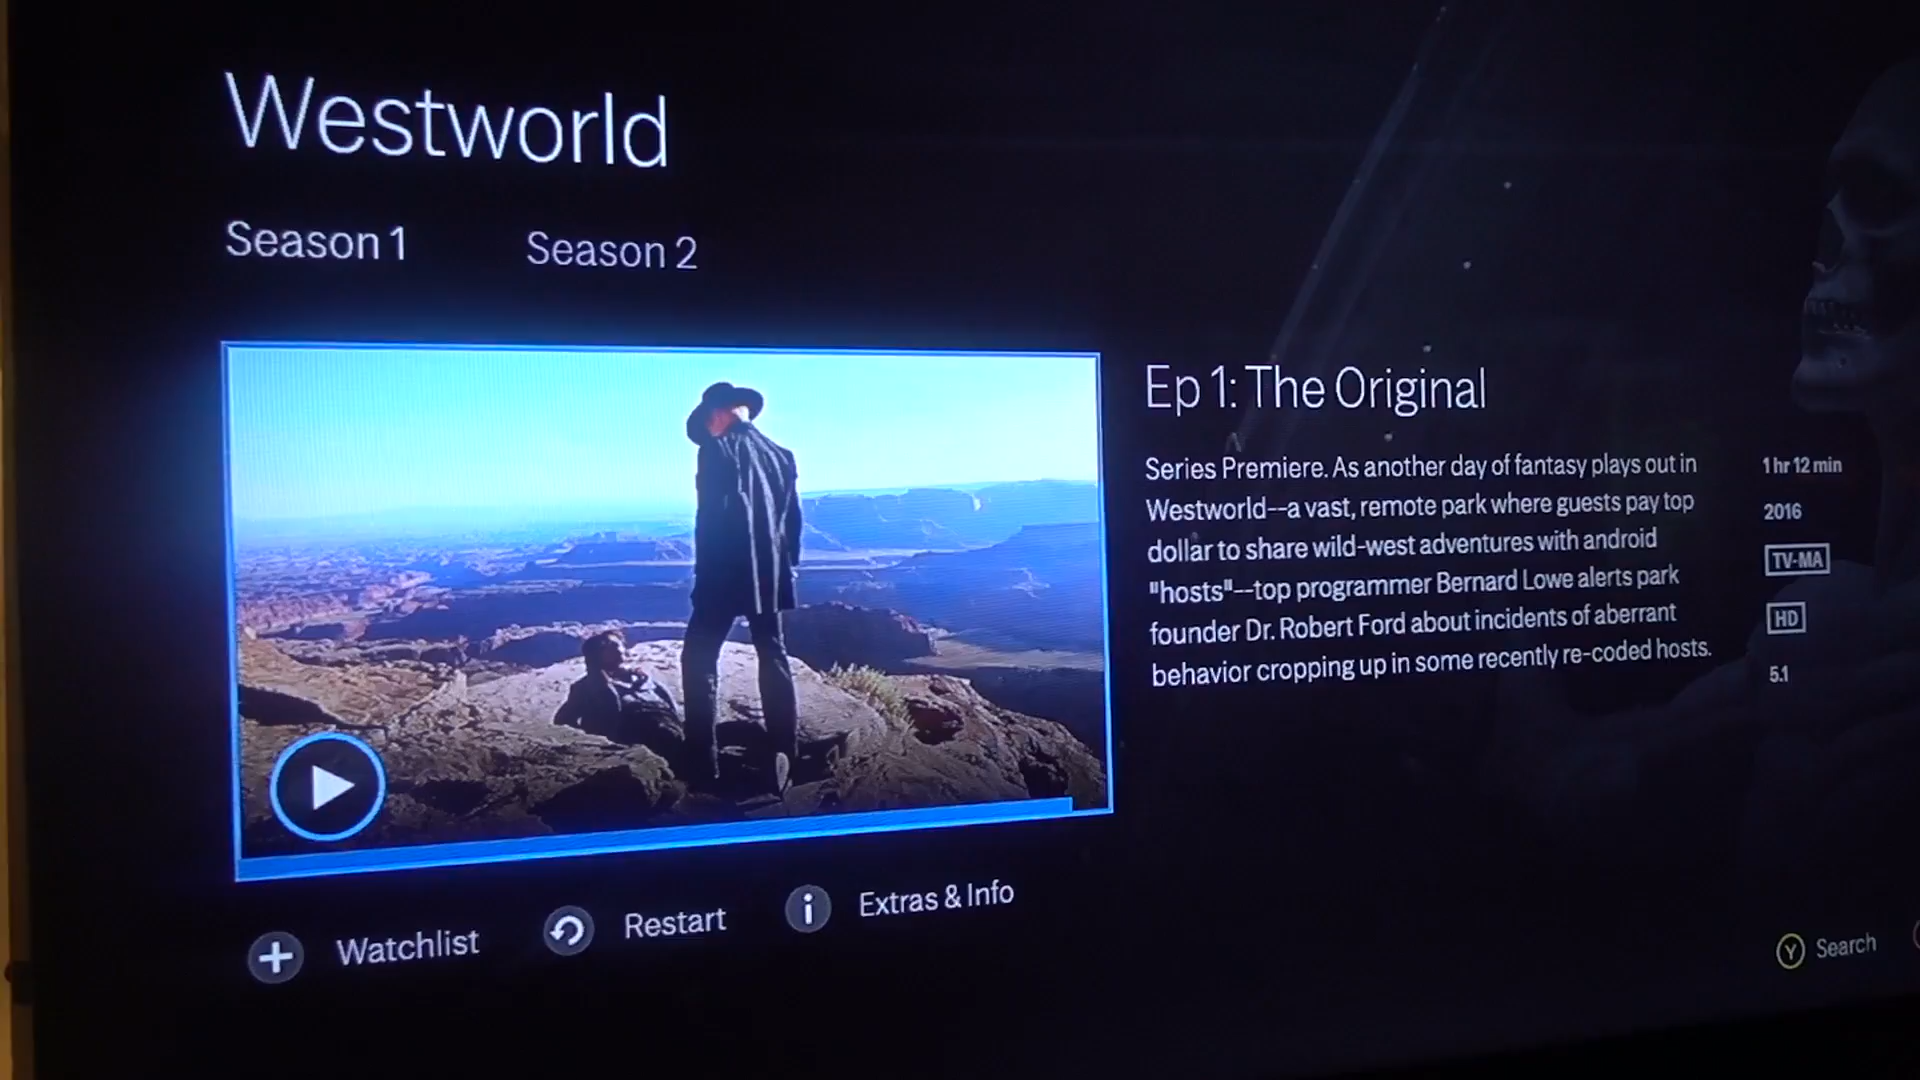 Westworld
Season 1
Season 2
Ep 1: The Original
Series Premiere. As another day of fantasy plays out in
Westworld--a vast, remote park where guests pay top
dollar to share wild-west adventures with android
"hosts"--top programmer Bernard Lowe alerts park
founder Dr. Robert Ford about incidents of aberrant
behavior cropping up in some recently re-coded hosts.
1 hr 12 min
2016
TV-MA
HD
5.1
Watchlist
Restart
i
Extras & Info
Y
Search